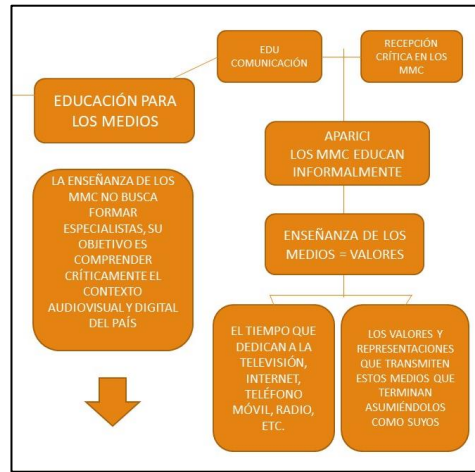 EDU
COMUNICACIÓN
RECEPCIÓN
CRÍTICA EN LOS
MMC
EDUCACIÓN PARA
LOS MEDIOS
APARICI
LOS MMC EDUCAN
INFORMALMENTE
LA ENSEÑANZA DE LOS
MMC NO BUSCA
FORMAR
ESPECIALISTAS, SU
OBJETIVO ES
COMPRENDER
CRÍTICAMENTE EL
CONTEXTO
AUDIOVISUAL Y DIGITAL
DEL PAÍS
ENSEÑANZA DE LOS
MEDIOS = VALORES
EL TIEMPO QUE
DEDICAN A LA
TELEVISIÓN,
INTERNET,
TELÉFONO
MÓVIL, RADIO,
ETC.
LOS VALORES Y
REPRESENTACIONES
QUE TRANSMITEN
ESTOS MEDIOS QUE
TERMINAN
ASUMIÉNDOLOS
COMO SUYOS